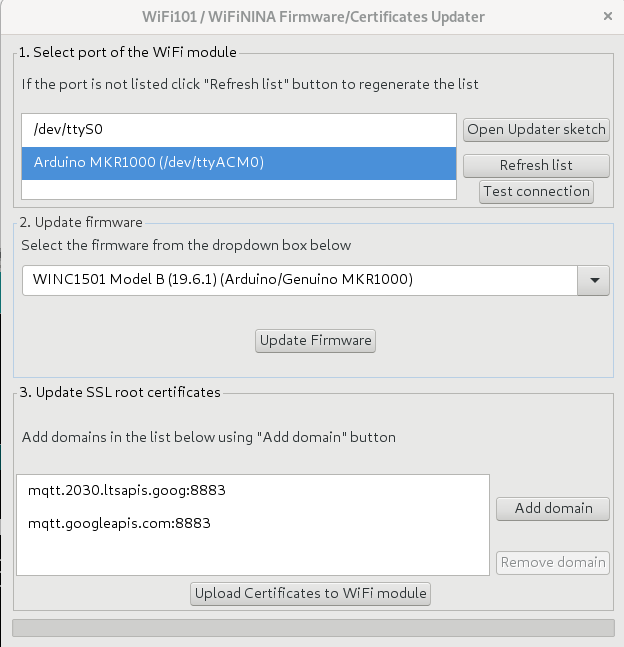 WiFi101 / WiFiNINA Firmware/Certificates Updater ×
1. Select port of the WiFi module
If the port is not listed click "Refresh list" button to regenerate the list
/dev/ttyS0
Open Updater sketch
Arduino MKR1000 (/dev/ttyACM0)
Refresh list
Test connection
2. Update firmware
Select the firmware from the dropdown box below
WINC1501 Model B (19.6.1) (Arduino/Genuino MKR1000)
Update Firmware
3. Update SSL root certificates
Add domains in the list below using "Add domain" button
mqtt.2030.ltsapis.goog:8883
Add domain
mqtt.googleapis.com:8883
Remove domain
Upload Certificates to WiFi module